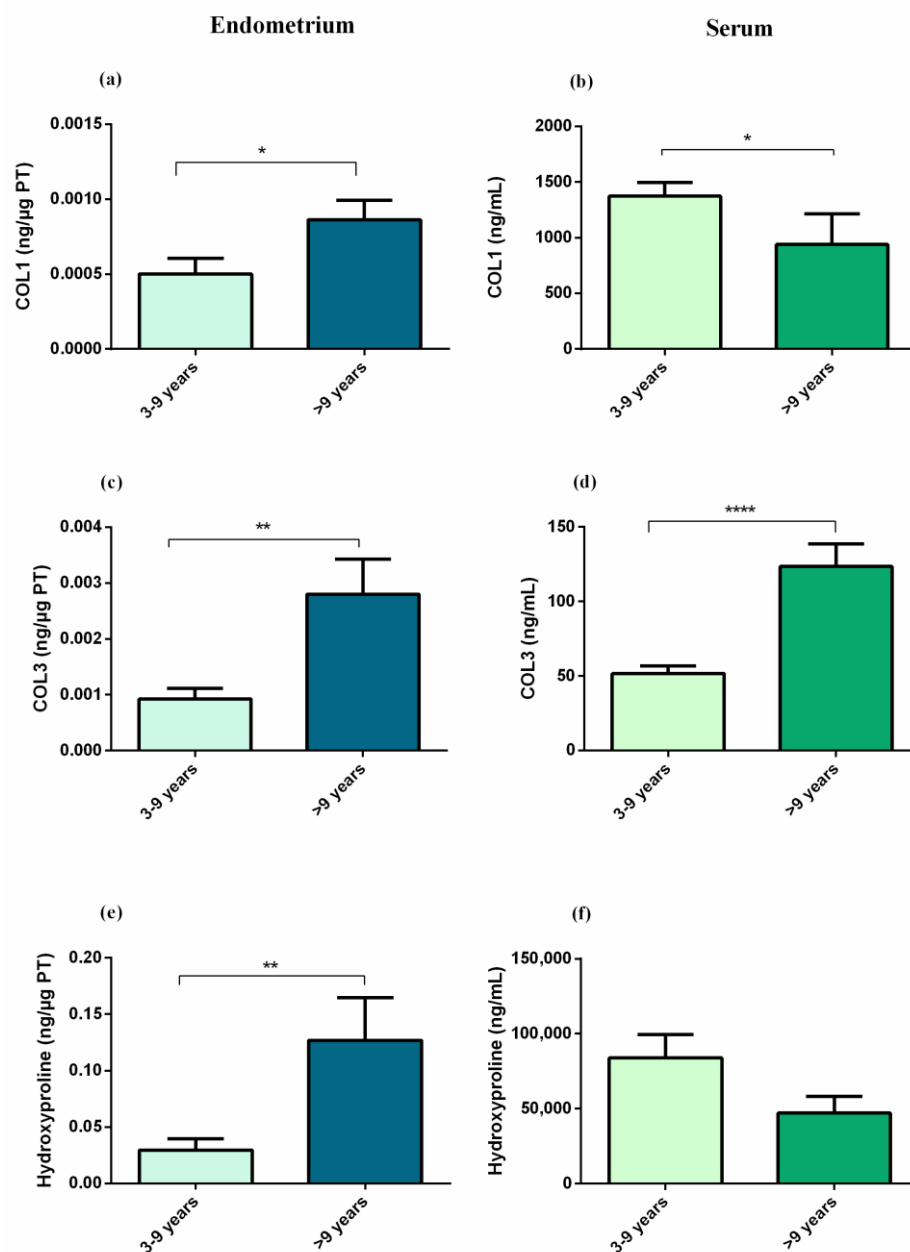 Endometrium
Serum
(a)
COL1 (ng/µg PT)
0.0015
0.0010
0.0005
0.0000
*
3-9 years
>9 years
(b)
COL1 (ng/mL)
2000
1500
1000
500
0
*
3-9 years
>9 years
(c)
COL3 (ng/µg PT)
0.004
0.003
0.002
0.001
0.000
**
3-9 years
>9 years
(d)
COL3 (ng/mL)
150
100
50
0
****
3-9 years
>9 years
(e)
Hydroxyproline (ng/µg PT)
0.20
0.15
0.10
0.05
0.00
**
3-9 years
>9 years
(f)
Hydroxyproline (ng/mL)
150,000
100,000
50,000
0
3-9 years
>9 years